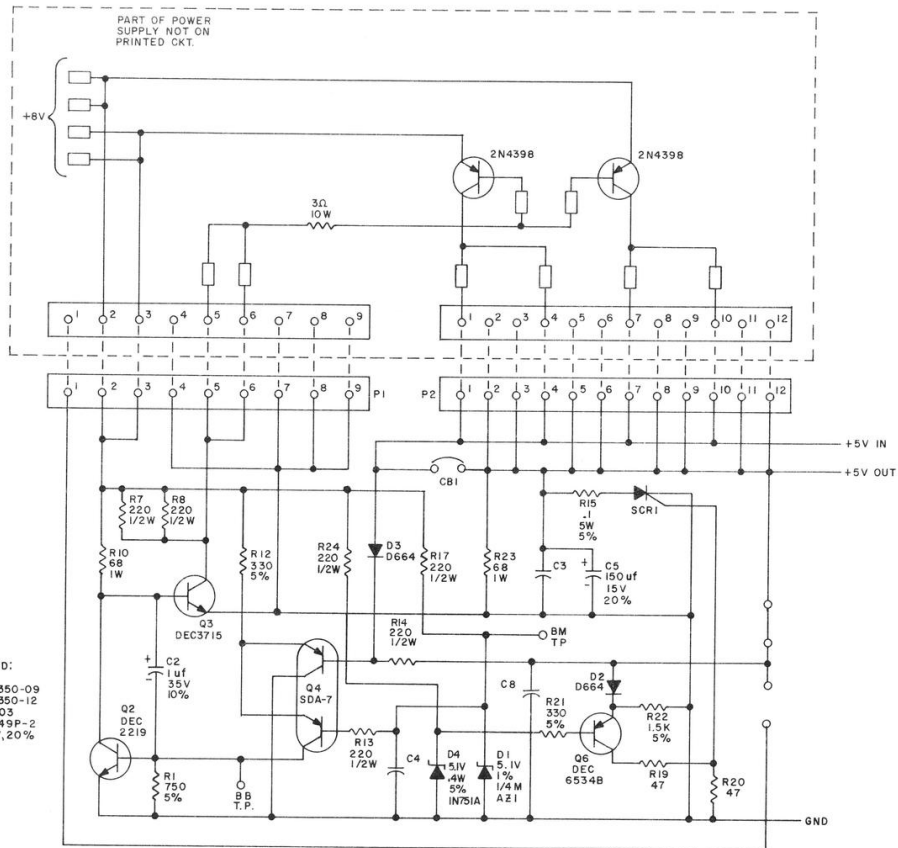 PART OF POWER
SUPPLY NOT ON
PRINTED CKT.
+8V
2N4398
2N4398
3Ω
10W
1 2 3 4 5 6 7 8 9
1 2 3 4 5 6 7 8 9 10 11 12
1 2 3 4 5 6 7 8 9 P1
P2 1 2 3 4 5 6 7 8 9 10 11 12
+5V IN
+5V OUT
CB1
R7
220
1/2W
R8
220
1/2W
R15
.1
5W
5%
SCR1
R10
68
1W
R12
330
5%
R24
220
1/2W
D3
D664
R17
220
1/2W
R23
68
1W
C3
+
-
C5
150uf
15V
20%
Q3
DEC3715
R14
220
1/2W
BM
TP
+
-
C2
1uf
35V
10%
Q4
SDA-7
C8
D2
D664
R21
330
5%
R22
1.5K
5%
D:
350-09
350-12
03
49P-2
,20%
Q2
DEC
2219
R13
220
1/2W
C4
D4
5.1V
.4W
5%
IN751A
D1
5.1V
1%
1/4M
AZ1
Q6
DEC
6534B
R19
47
R20
47
R1
750
5%
BB
T.P.
GND